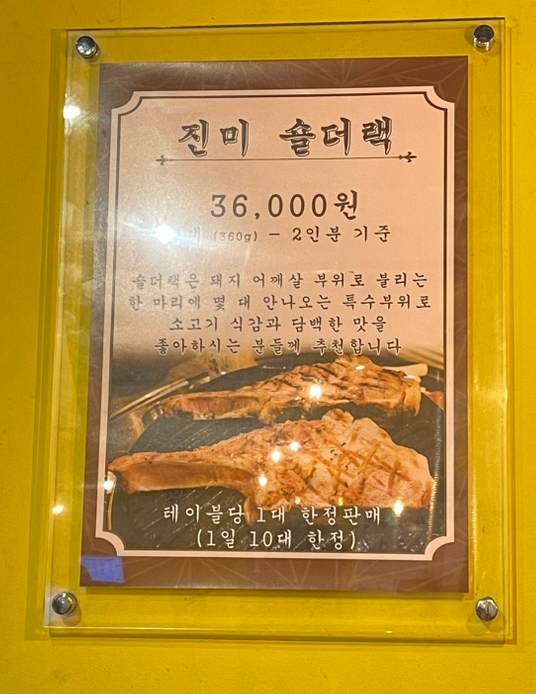 진미 숄더랙
36,000원
(360g) - 2인분 기준
숄더랙은 돼지 어깨살 부위로 불리는
한 마리에 몇 대 안나오는 특수부위로
소고기 식감과 담백한 맛을
좋아하시는 분들께 추천합니다
테이블당 1대 한정판매
(1일 10대 한정)